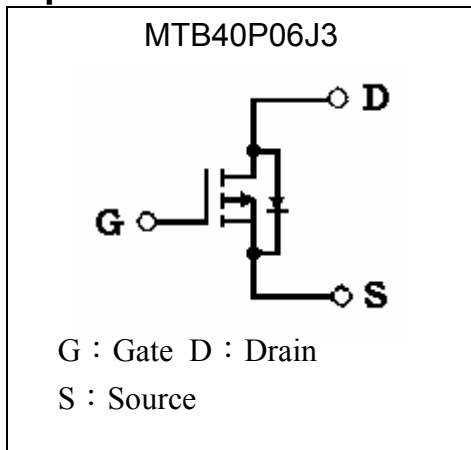 MTB40P06J3
D
G
S
G：Gate D：Drain
S：Source